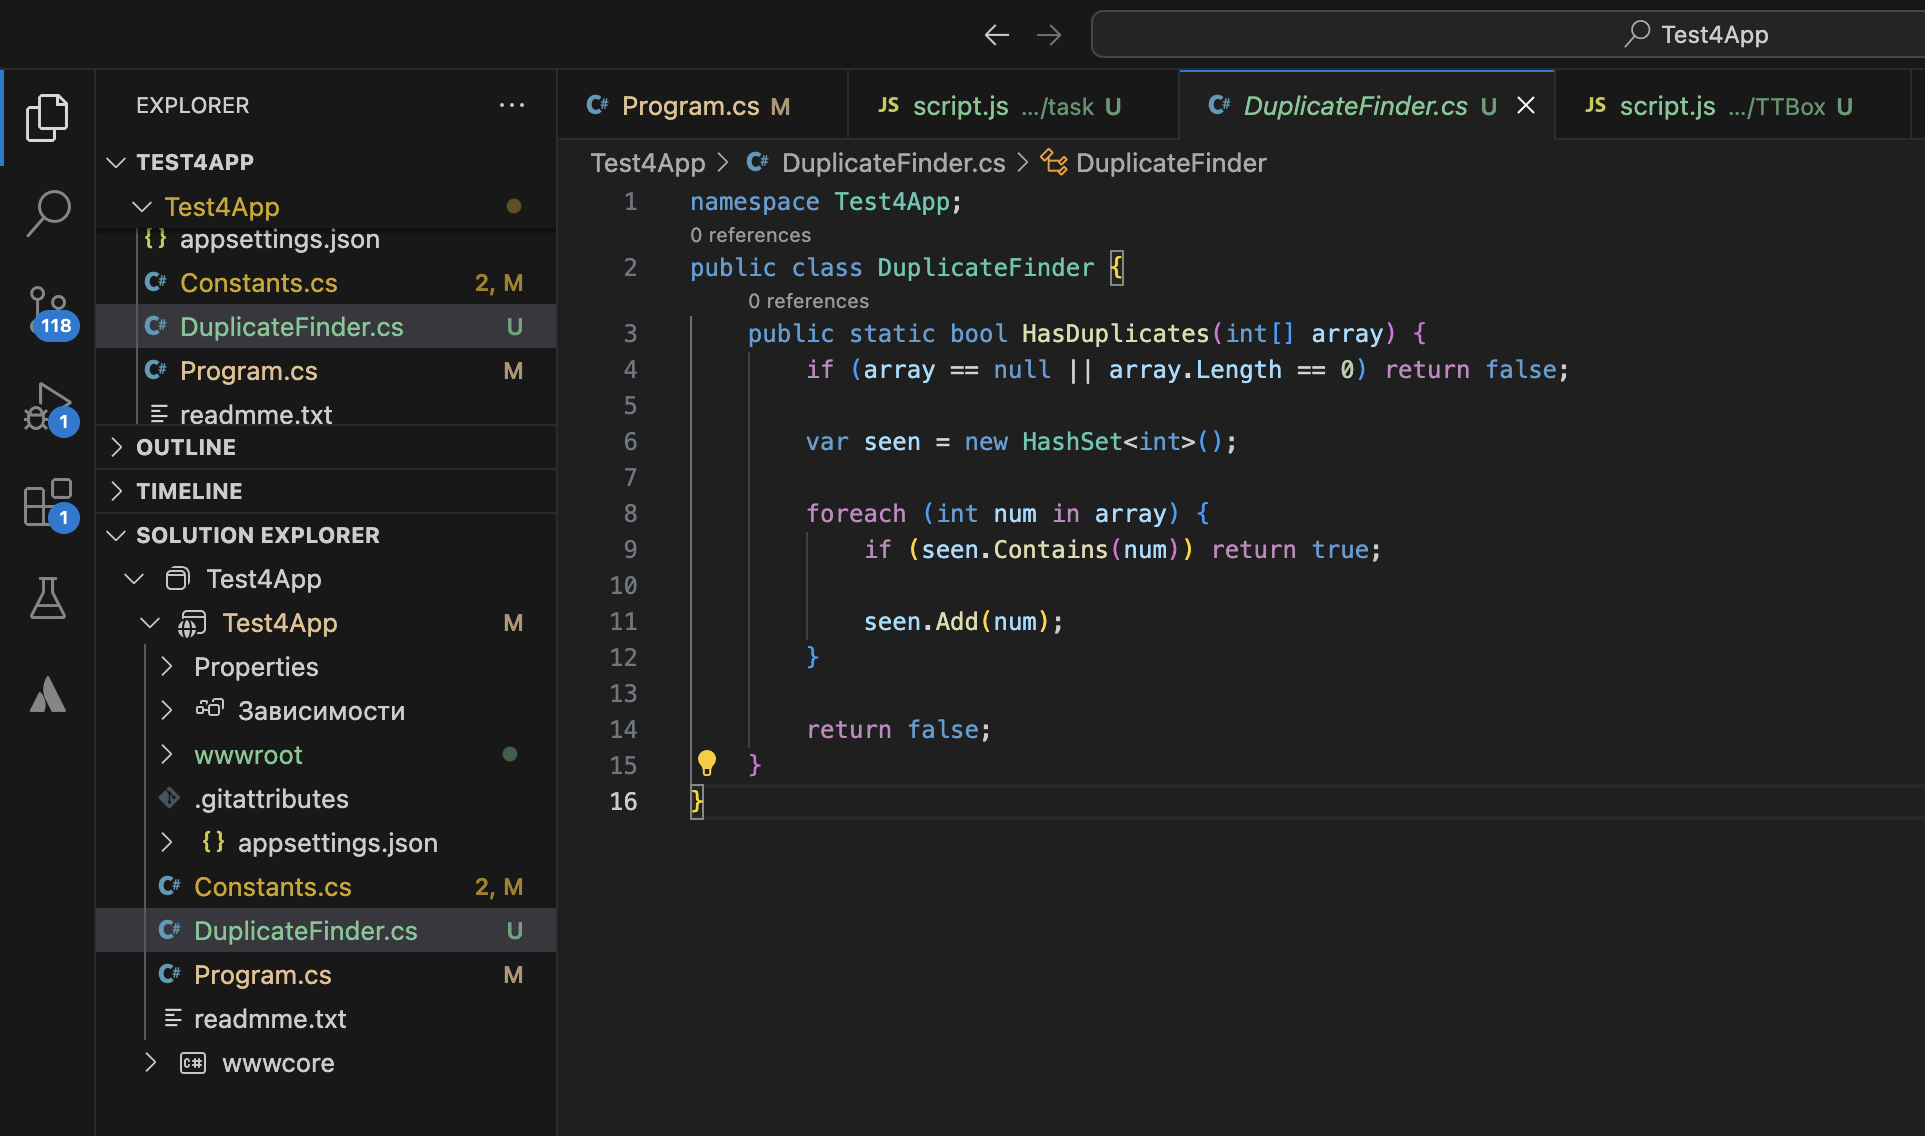 Test4App
EXPLORER
TEST4APP
Test4App
appsettings.json
Constants.cs 2, M
DuplicateFinder.cs U
Program.cs M
readmme.txt
OUTLINE
TIMELINE
SOLUTION EXPLORER
Test4App
Test4App M
Properties
Зависимости
wwwroot
.gitattributes
appsettings.json
Constants.cs 2, M
DuplicateFinder.cs U
Program.cs M
readmme.txt
wwwcore
118
1
1
C# Program.cs M
JS script.js .../task U
C# DuplicateFinder.cs U
JS script.js .../TTBox U
Test4App > C# DuplicateFinder.cs > DuplicateFinder
1 namespace Test4App;
0 references
2 public class DuplicateFinder {
0 references
3 public static bool HasDuplicates(int[] array) {
4 if (array == null || array.Length == 0) return false;
5
6 var seen = new HashSet<int>();
7
8 foreach (int num in array) {
9 if (seen.Contains(num)) return true;
10
11 seen.Add(num);
12 }
13
14 return false;
15 }
16 }